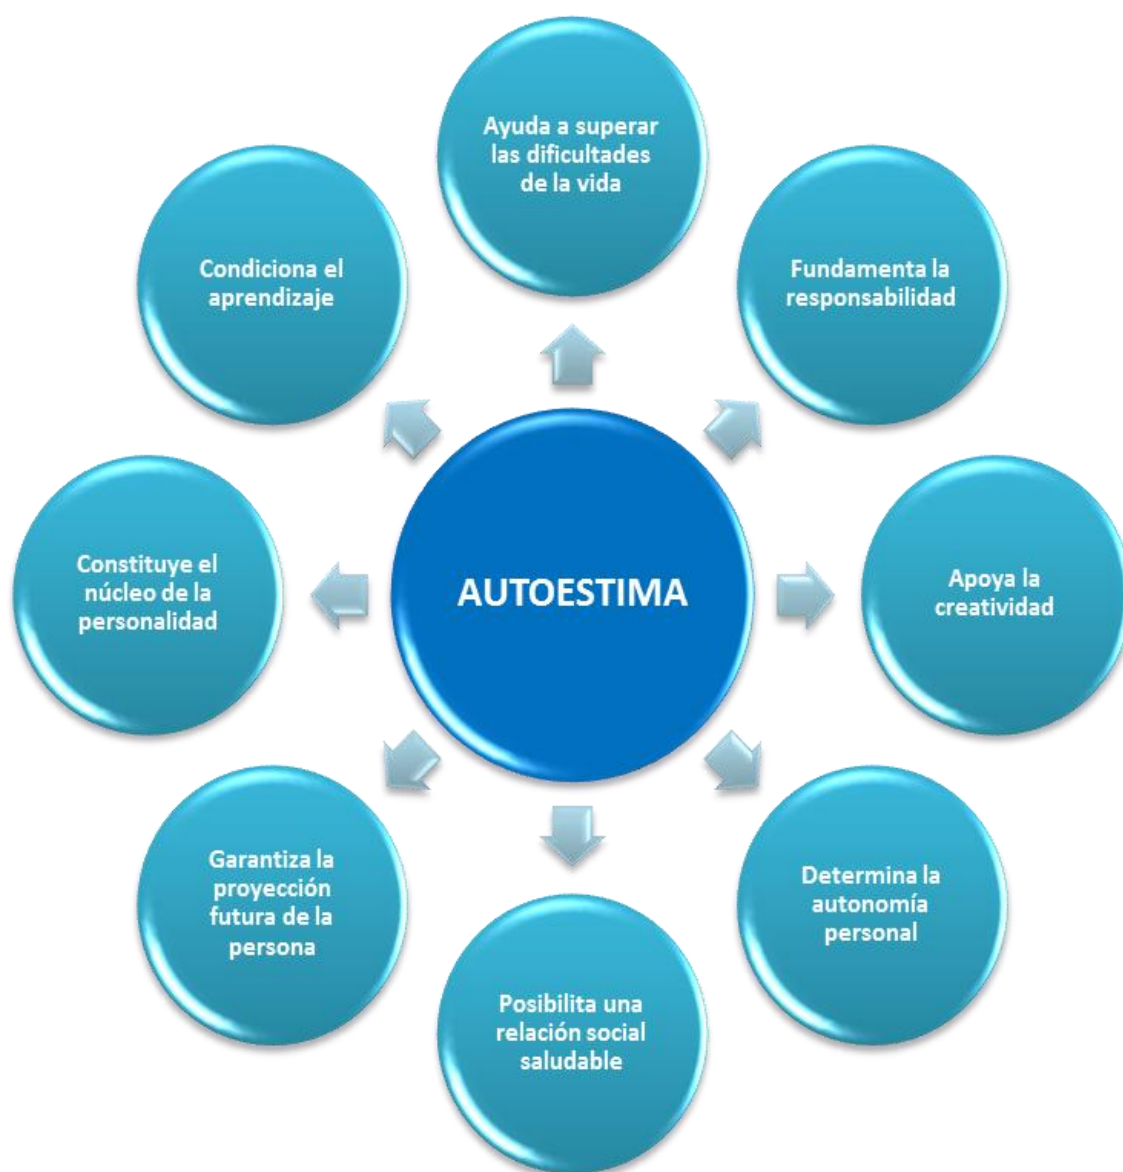 Ayuda a superar
las dificultades
de la vida
Fundamenta la
responsabilidad
Apoya la
creatividad
Determina la
autonomía
personal
Posibilita una
relación social
saludable
Garantiza la
proyección
futura de la
persona
Constituye el
núcleo de la
personalidad
Condiciona el
aprendizaje
AUTOESTIMA